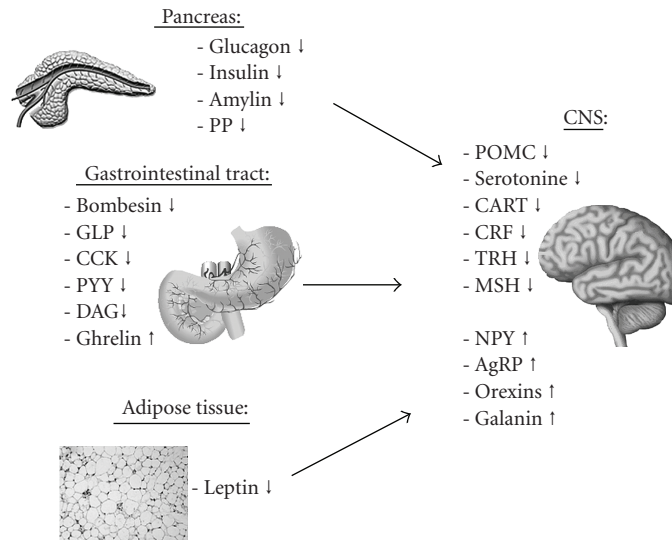 Pancreas:
- Glucagon ↓
- Insulin ↓
- Amylin ↓
- PP ↓
Gastrointestinal tract:
- Bombesin ↓
- GLP ↓
- CCK ↓
- PYY ↓
- DAG↓
- Ghrelin ↑
Adipose tissue:
- Leptin ↓
CNS:
- POMC ↓
- Serotonine ↓
- CART ↓
- CRF ↓
- TRH ↓
- MSH ↓
- NPY ↑
- AgRP ↑
- Orexins ↑
- Galanin ↑